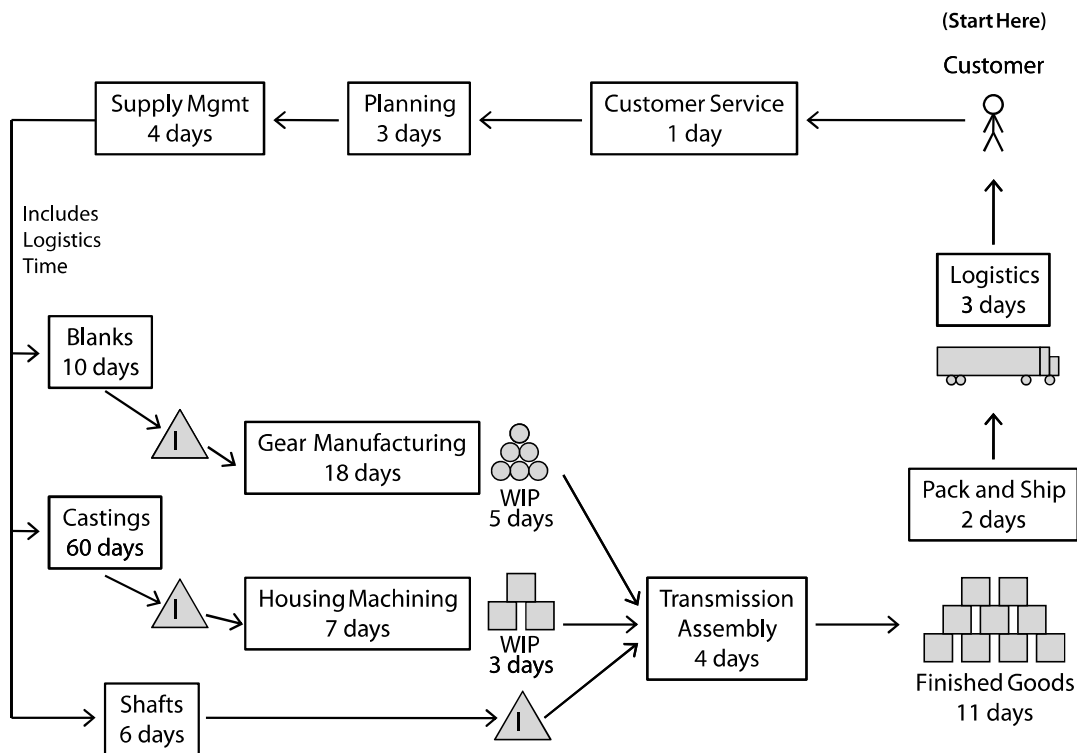 (Start Here)
Customer
Supply Mgmt
4 days
Planning
3 days
Customer Service
1 day
Includes
Logistics
Time
Logistics
3 days
Blanks
10 days
I
Gear Manufacturing
18 days
WIP
5 days
Pack and Ship
2 days
Castings
60 days
I
Housing Machining
7 days
WIP
3 days
Transmission
Assembly
4 days
Finished Goods
11 days
Shafts
6 days
I